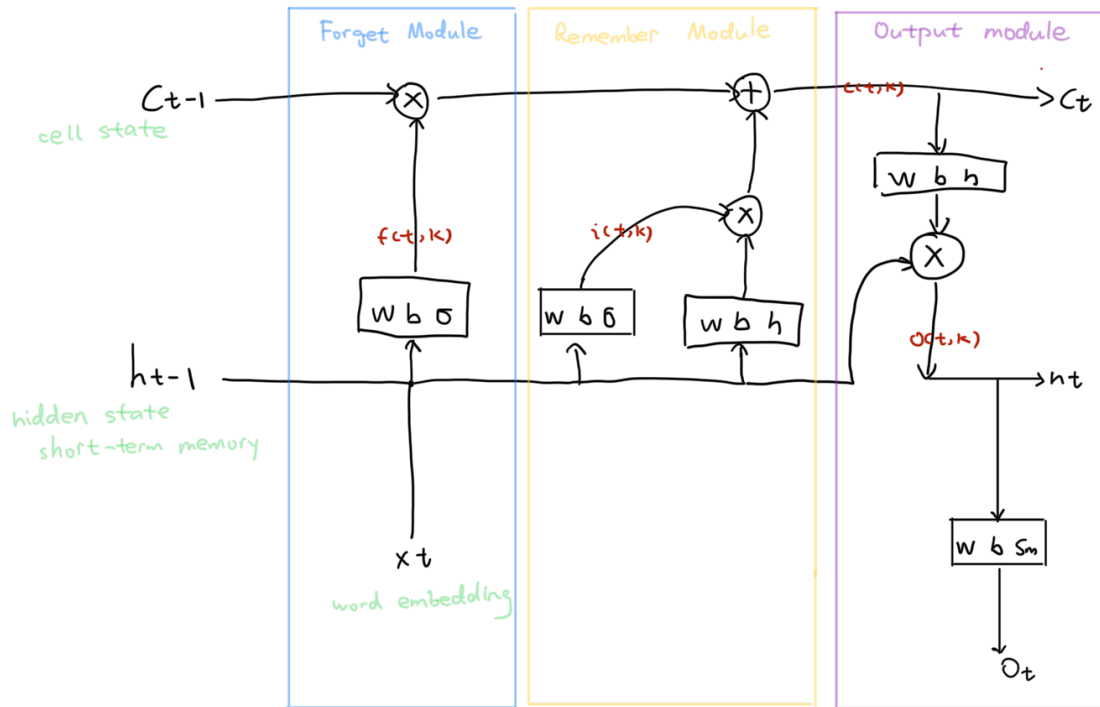 Forget Module
Remember Module
Output module
Ct-1
cell state
x
+
c(t,k)
Ct
w b h
x
x
f(t,k)
i(t,k)
w b σ
w b σ
w b h
o(t,k)
ht-1
ht
hidden state
short-term memory
w b Sm
xt
word embedding
Ot